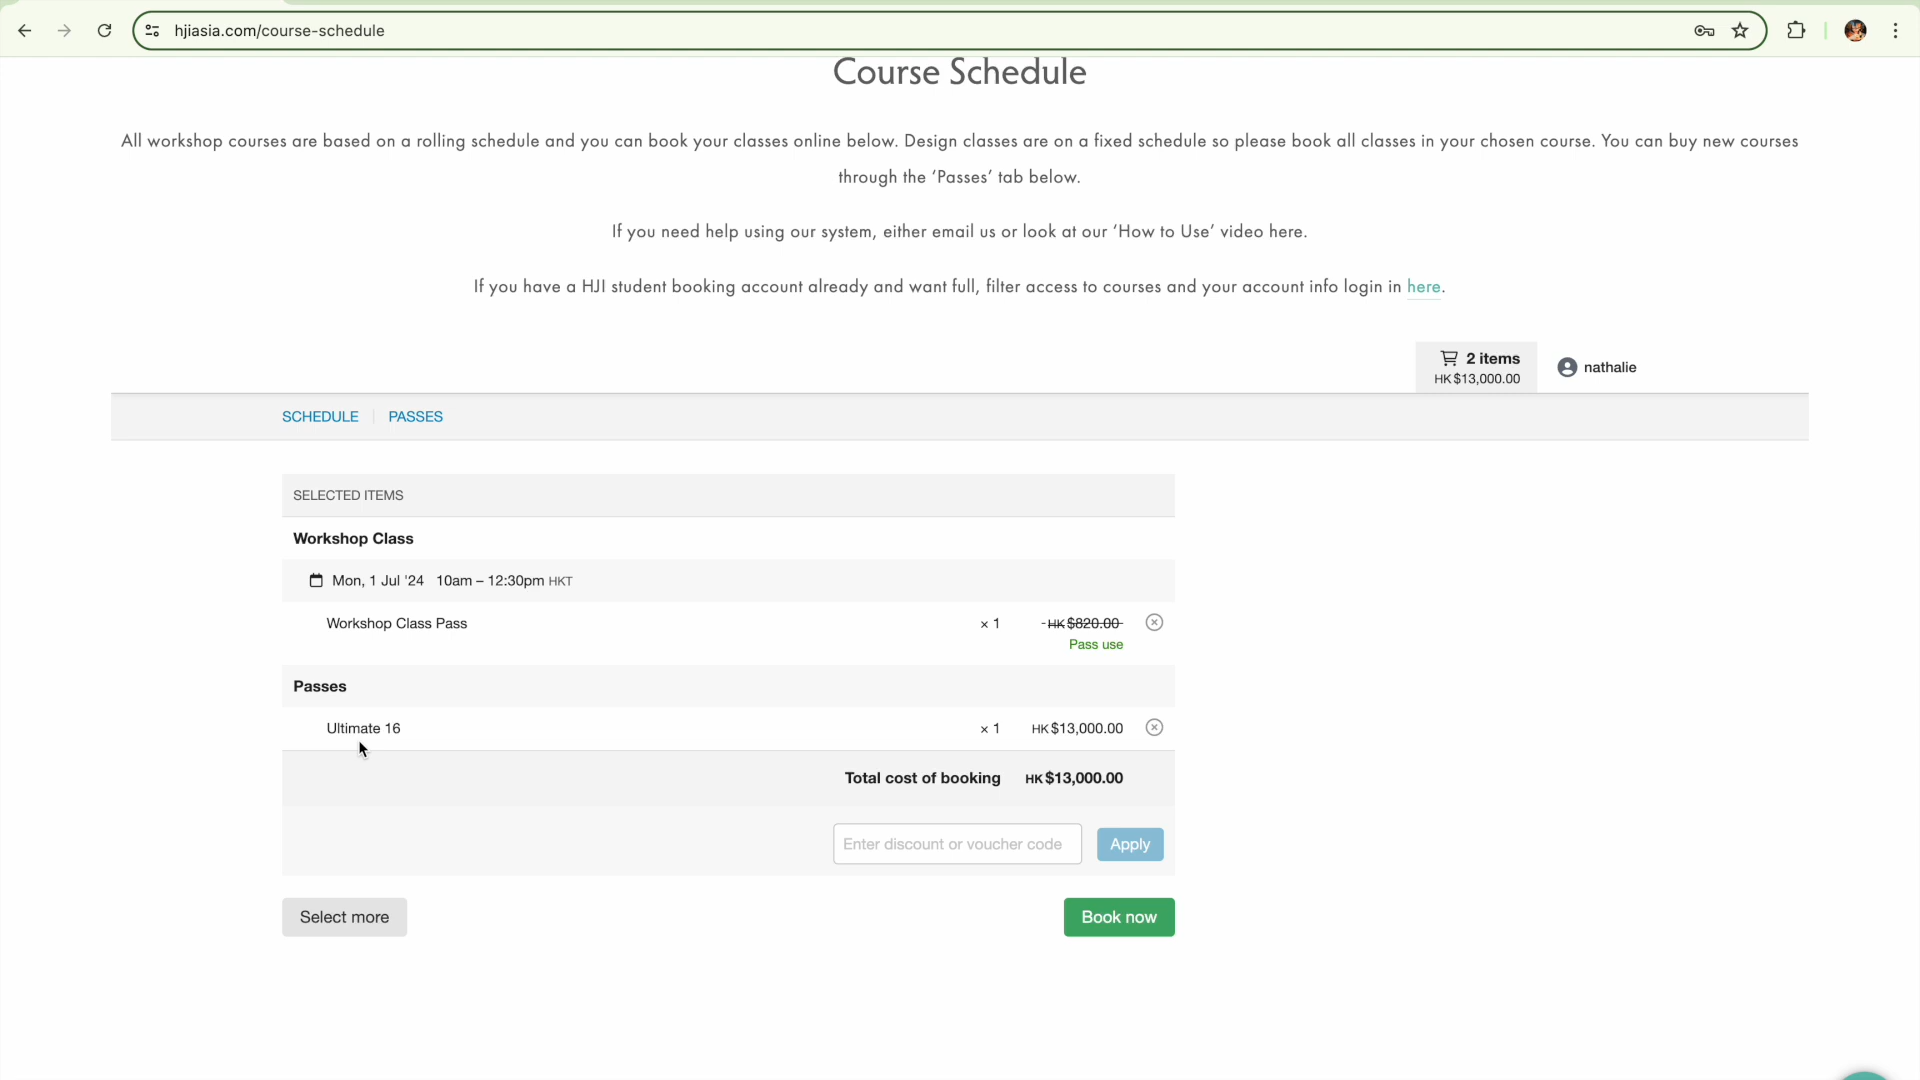 hjiasia.com/course-schedule
Course Schedule
All workshop courses are based on a rolling schedule and you can book your classes online below. Design classes are on a fixed schedule so please book all classes in your chosen course. You can buy new courses
through the ‘Passes’ tab below.
If you need help using our system, either email us or look at our ‘How to Use’ video here.
If you have a HJI student booking account already and want full, filter access to courses and your account info login in here.
2 items
HK$13,000.00
nathalie
SCHEDULE PASSES
SELECTED ITEMS
Workshop Class
Mon, 1 Jul '24 10am – 12:30pm HKT
Workshop Class Pass × 1 HK$820.00
Pass use
Passes
Ultimate 16 × 1 HK$13,000.00
Total cost of booking HK$13,000.00
Enter discount or voucher code Apply
Select more Book now